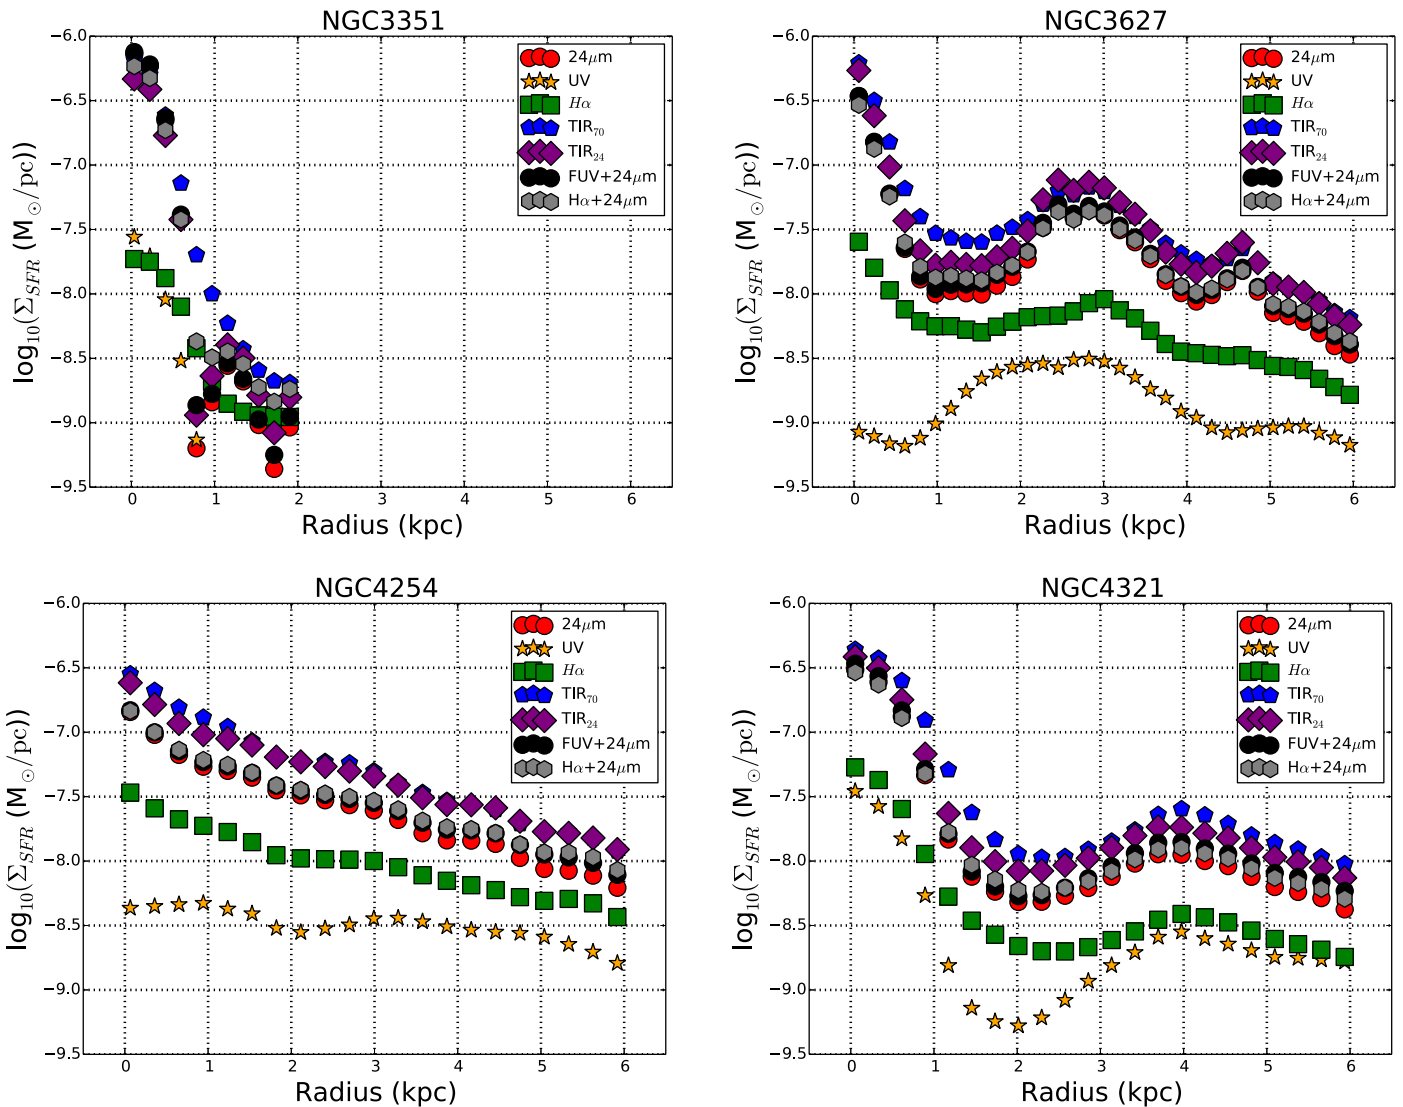 NGC3351
log₁₀(Σ_SFR (M⊙/pc))
−6.0
−6.5
−7.0
−7.5
−8.0
−8.5
−9.0
−9.5
24μm
UV
Hα
TIR₇₀
TIR₂₄
FUV+24μm
Hα+24μm
0 1 2 3 4 5 6
Radius (kpc)
NGC3627
log₁₀(Σ_SFR (M⊙/pc))
−6.0
−6.5
−7.0
−7.5
−8.0
−8.5
−9.0
−9.5
24μm
UV
Hα
TIR₇₀
TIR₂₄
FUV+24μm
Hα+24μm
0 1 2 3 4 5 6
Radius (kpc)
NGC4254
log₁₀(Σ_SFR (M⊙/pc))
−6.0
−6.5
−7.0
−7.5
−8.0
−8.5
−9.0
−9.5
24μm
UV
Hα
TIR₇₀
TIR₂₄
FUV+24μm
Hα+24μm
0 1 2 3 4 5 6
Radius (kpc)
NGC4321
log₁₀(Σ_SFR (M⊙/pc))
−6.0
−6.5
−7.0
−7.5
−8.0
−8.5
−9.0
−9.5
24μm
UV
Hα
TIR₇₀
TIR₂₄
FUV+24μm
Hα+24μm
0 1 2 3 4 5 6
Radius (kpc)